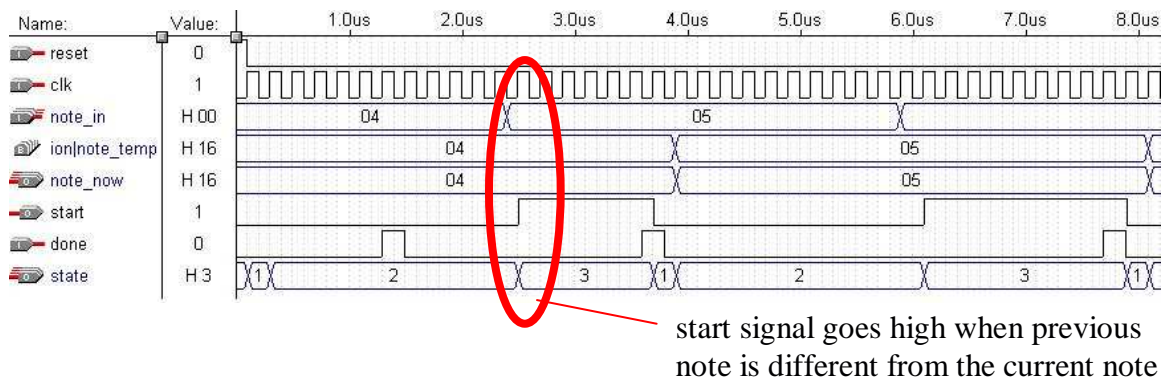 Name: Value: 1.0us 2.0us 3.0us 4.0us 5.0us 6.0us 7.0us 8.0us
reset 0
clk 1
note_in H 00 04 05
ion|note_temp H 16 04 05
note_now H 16 04 05
start 1
done 0
state H 3 1 2 3 1 2 3 1
start signal goes high when previous
note is different from the current note